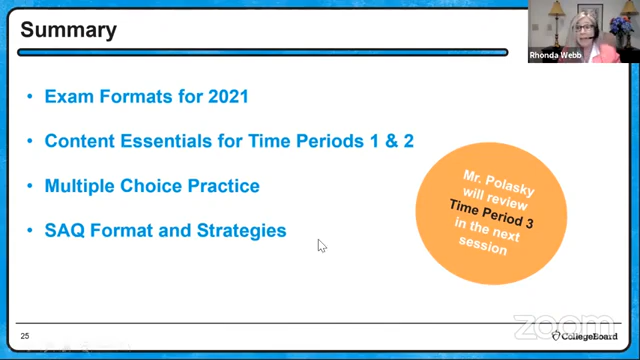 Summary
Rhonda Webb
• Exam Formats for 2021
• Content Essentials for Time Periods 1 & 2
• Multiple Choice Practice
• SAQ Format and Strategies
Mr. Polasky
will review
Time Period 3
in the next
session
zoom
25
CollegeBoard